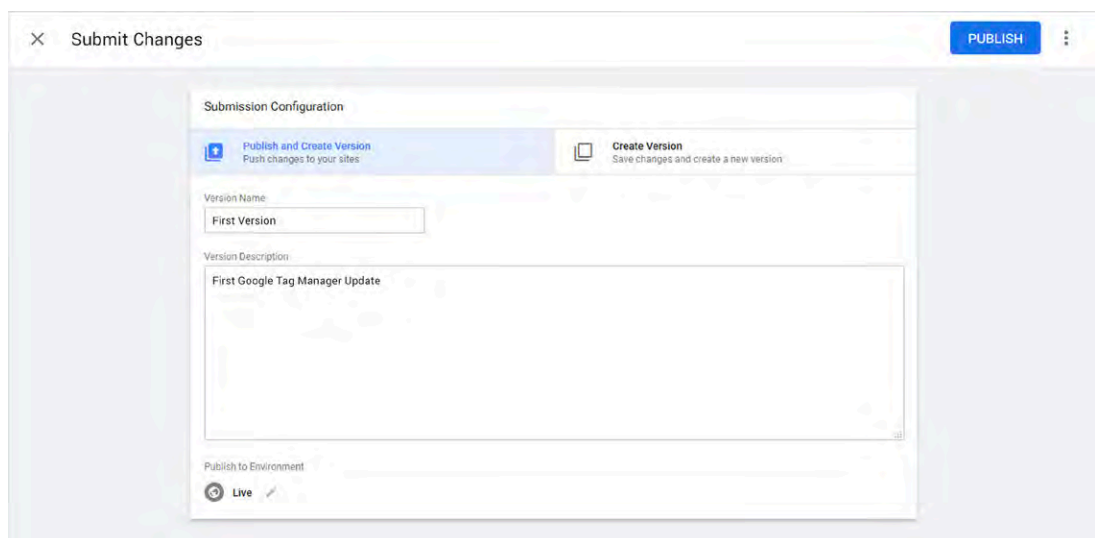 Submit Changes
PUBLISH
Submission Configuration
Publish and Create Version
Push changes to your sites
Create Version
Save changes and create a new version
Version Name
First Version
Version Description
First Google Tag Manager Update
Publish to Environment
Live